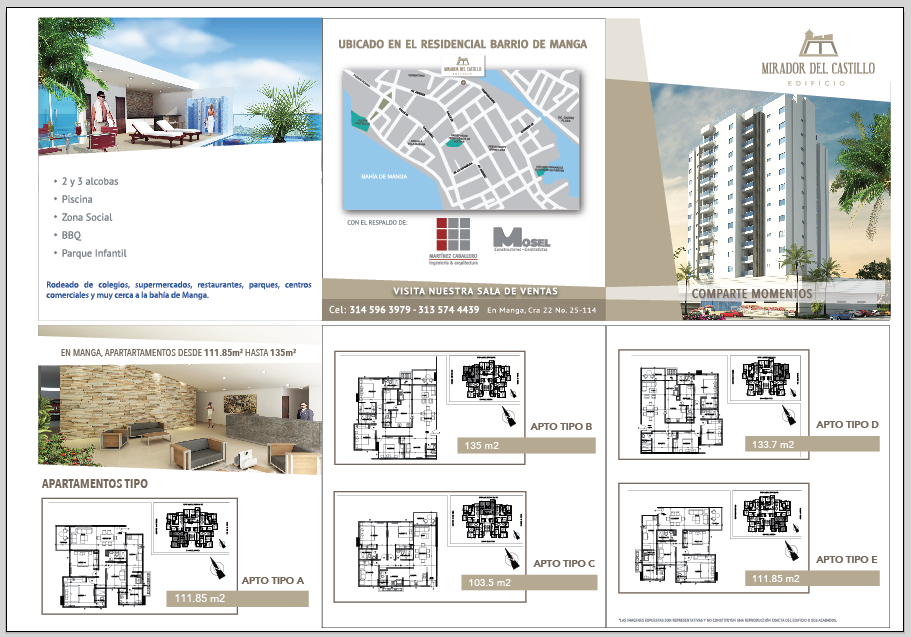 • 2 y 3 alcobas
• Piscina
• Zona Social
• BBQ
• Parque Infantil
Rodeado de colegios, supermercados, restaurantes, parques, centros
comerciales y muy cerca a la bahía de Manga.
UBICADO EN EL RESIDENCIAL BARRIO DE MANGA
MIRADOR DEL CASTILLO
EDIFICIO
BAHÍA DE MANGA
CON EL RESPALDO DE:
MARTÍNEZ CABALLERO
Ingeniería & arquitectura
MOSEL
Constructores - Contratistas
VISITA NUESTRA SALA DE VENTAS
Cel: 314 596 3979 - 313 574 4439 En Manga, Cra 22 No. 25-114
MIRADOR DEL CASTILLO
EDIFICIO
COMPARTE MOMENTOS
EN MANGA, APARTARTAMENTOS DESDE 111.85m² HASTA 135m²
APARTAMENTOS TIPO
APTO TIPO A
111.85 m2
APTO TIPO B
135 m2
APTO TIPO C
103.5 m2
APTO TIPO D
133.7 m2
APTO TIPO E
111.85 m2
*LAS IMAGENES EXPUESTAS SON REPRESENTATIVAS Y NO CONSTITUYEN UNA REPRODUCCIÓN EXACTA DEL EDIFICIO O SUS ACABADOS.